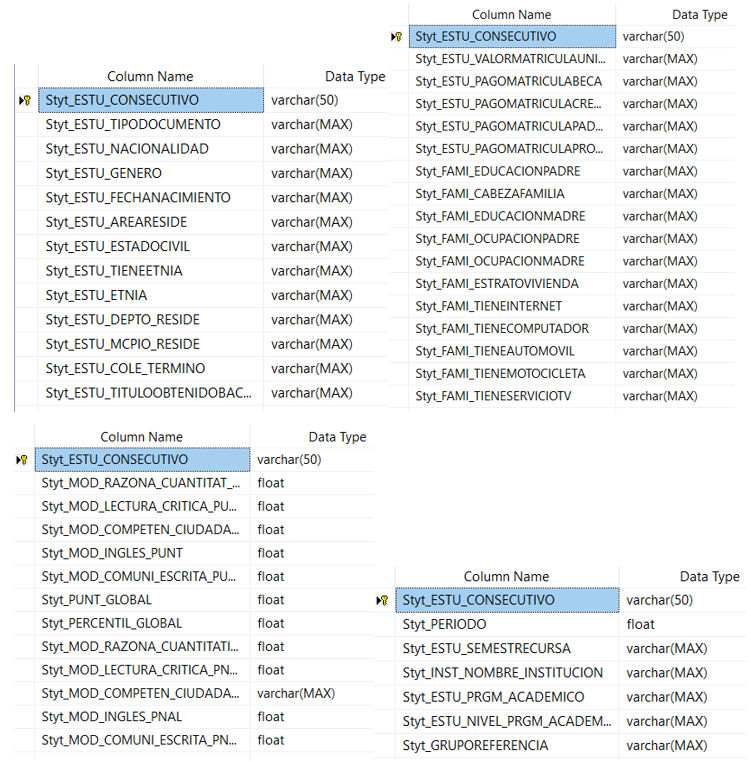 Column Name Data Type
Styt_ESTU_CONSECUTIVO varchar(50)
Styt_ESTU_TIPODOCUMENTO varchar(MAX)
Styt_ESTU_NACIONALIDAD varchar(MAX)
Styt_ESTU_GENERO varchar(MAX)
Styt_ESTU_FECHANACIMIENTO varchar(MAX)
Styt_ESTU_AREARESIDE varchar(MAX)
Styt_ESTU_ESTADOCIVIL varchar(MAX)
Styt_ESTU_TIENEETNIA varchar(MAX)
Styt_ESTU_ETNIA varchar(MAX)
Styt_ESTU_DEPTO_RESIDE varchar(MAX)
Styt_ESTU_MCPIO_RESIDE varchar(MAX)
Styt_ESTU_COLE_TERMINO varchar(MAX)
Styt_ESTU_TITULOOBTENIDOBAC... varchar(MAX)
Column Name Data Type
Styt_ESTU_CONSECUTIVO varchar(50)
Styt_ESTU_VALORMATRICULAUNI... varchar(MAX)
Styt_ESTU_PAGOMATRICULABECA varchar(MAX)
Styt_ESTU_PAGOMATRICULACRE... varchar(MAX)
Styt_ESTU_PAGOMATRICULAPAD... varchar(MAX)
Styt_ESTU_PAGOMATRICULAPRO... varchar(MAX)
Styt_FAMI_EDUCACIONPADRE varchar(MAX)
Styt_FAMI_CABEZAFAMILIA varchar(MAX)
Styt_FAMI_EDUCACIONMADRE varchar(MAX)
Styt_FAMI_OCUPACIONPADRE varchar(MAX)
Styt_FAMI_OCUPACIONMADRE varchar(MAX)
Styt_FAMI_ESTRATOVIVIENDA varchar(MAX)
Styt_FAMI_TIENEINTERNET varchar(MAX)
Styt_FAMI_TIENECOMPUTADOR varchar(MAX)
Styt_FAMI_TIENEAUTOMOVIL varchar(MAX)
Styt_FAMI_TIENEMOTOCICLETA varchar(MAX)
Styt_FAMI_TIENESERVICIOTV varchar(MAX)
Column Name Data Type
Styt_ESTU_CONSECUTIVO varchar(50)
Styt_MOD_RAZONA_CUANTITAT_... float
Styt_MOD_LECTURA_CRITICA_PU... float
Styt_MOD_COMPETEN_CIUDADA... float
Styt_MOD_INGLES_PUNT float
Styt_MOD_COMUNI_ESCRITA_PU... float
Styt_PUNT_GLOBAL float
Styt_PERCENTIL_GLOBAL float
Styt_MOD_RAZONA_CUANTITATI... float
Styt_MOD_LECTURA_CRITICA_PN... float
Styt_MOD_COMPETEN_CIUDADA... varchar(MAX)
Styt_MOD_INGLES_PNAL float
Styt_MOD_COMUNI_ESCRITA_PN... float
Column Name Data Type
Styt_ESTU_CONSECUTIVO varchar(50)
Styt_PERIODO float
Styt_ESTU_SEMESTRECURSA varchar(MAX)
Styt_INST_NOMBRE_INSTITUCION varchar(MAX)
Styt_ESTU_PRGM_ACADEMICO varchar(MAX)
Styt_ESTU_NIVEL_PRGM_ACADEM... varchar(MAX)
Styt_GRUPOREFERENCIA varchar(MAX)